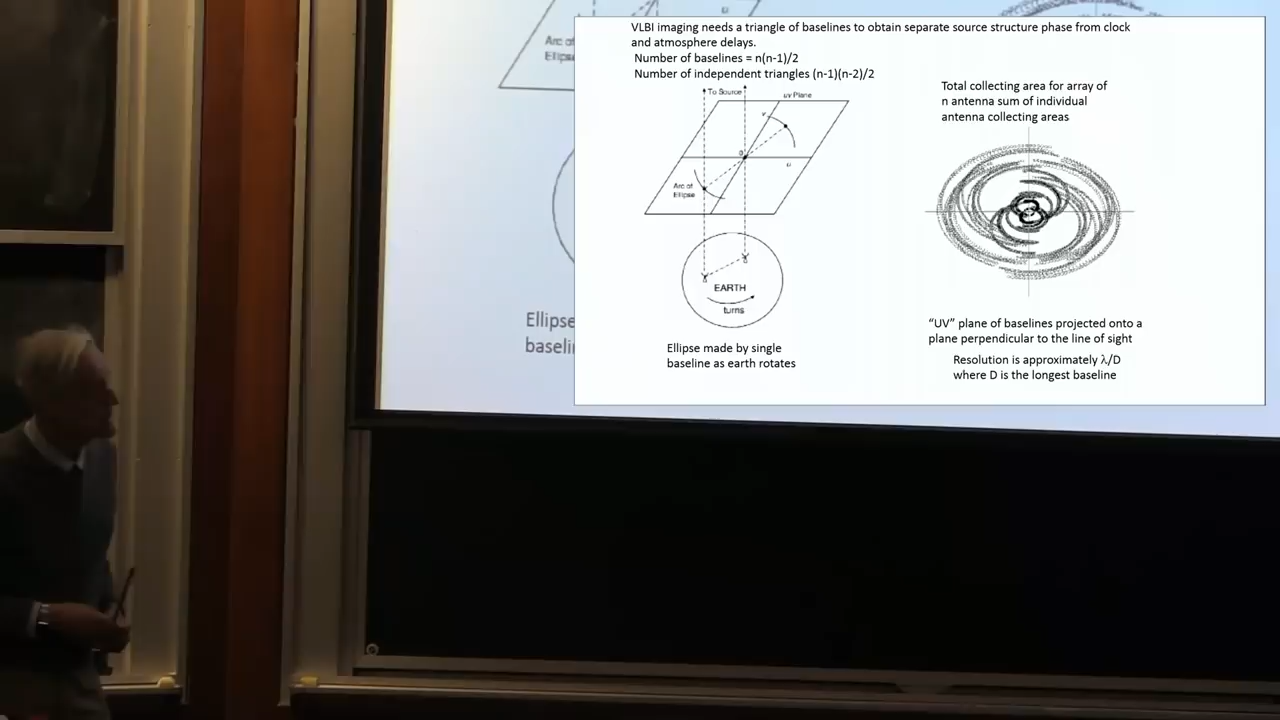 VLBI imaging needs a triangle of baselines to obtain separate source structure phase from clock
and atmosphere delays.
Number of baselines = n(n-1)/2
Number of independent triangles (n-1)(n-2)/2
To Source
uv Plane
v
0
u
Arc of
Ellipse
EARTH
turns
Ellipse made by single
baseline as earth rotates
Total collecting area for array of
n antenna sum of individual
antenna collecting areas
“UV” plane of baselines projected onto a
plane perpendicular to the line of sight
Resolution is approximately λ/D
where D is the longest baseline
Arc of
Ellipse
u
Ellipse
baseli